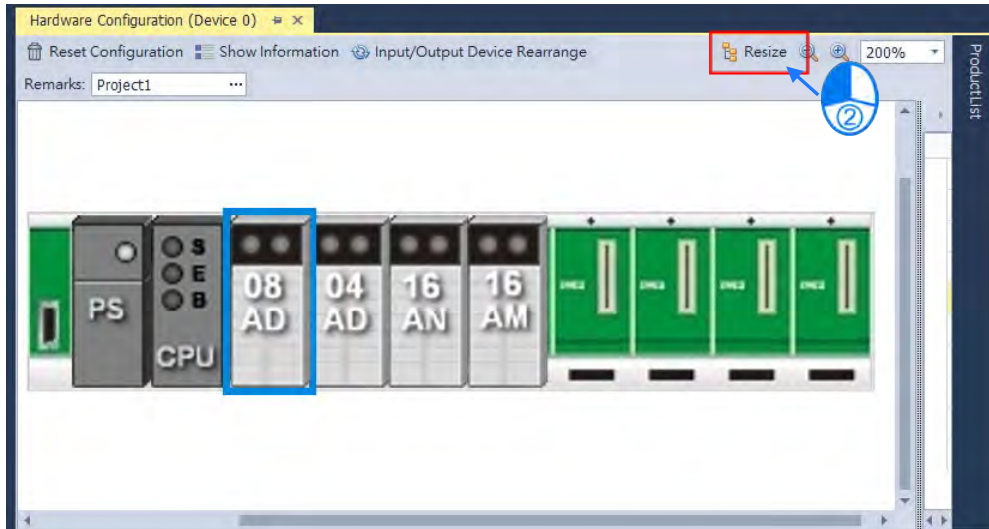 Hardware Configuration (Device 0)
Reset Configuration Show Information Input/Output Device Rearrange Resize 200%
Remarks: Project1 ...
ProductList
②
PS
S
E
B
CPU
08
AD
04
AD
16
AN
16
AM